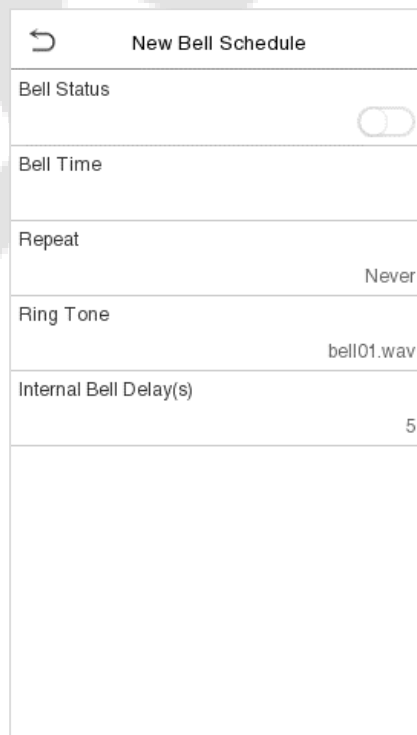 New Bell Schedule
Bell Status
Bell Time
Repeat
Never
Ring Tone
bell01.wav
Internal Bell Delay(s)
5